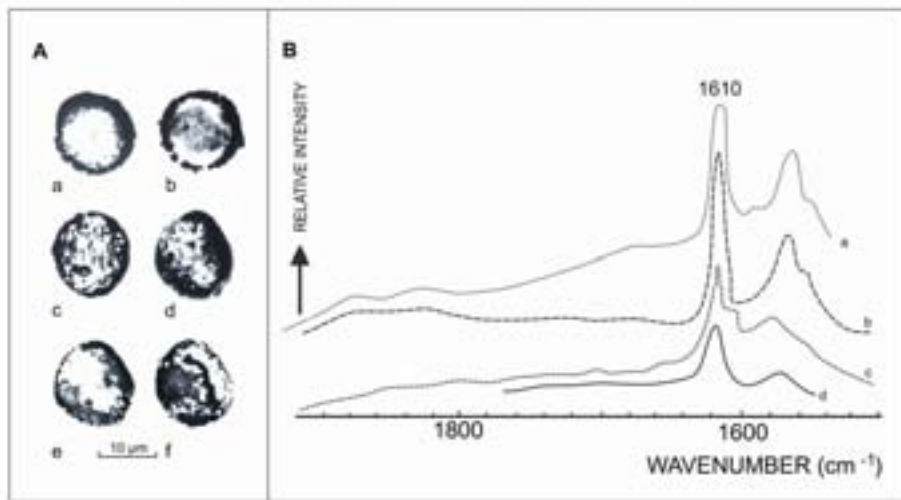 A
a
b
c
d
e
10 µm
f
B
RELATIVE INTENSITY
1610
a
b
c
d
1800
1600
WAVENUMBER (cm -1)